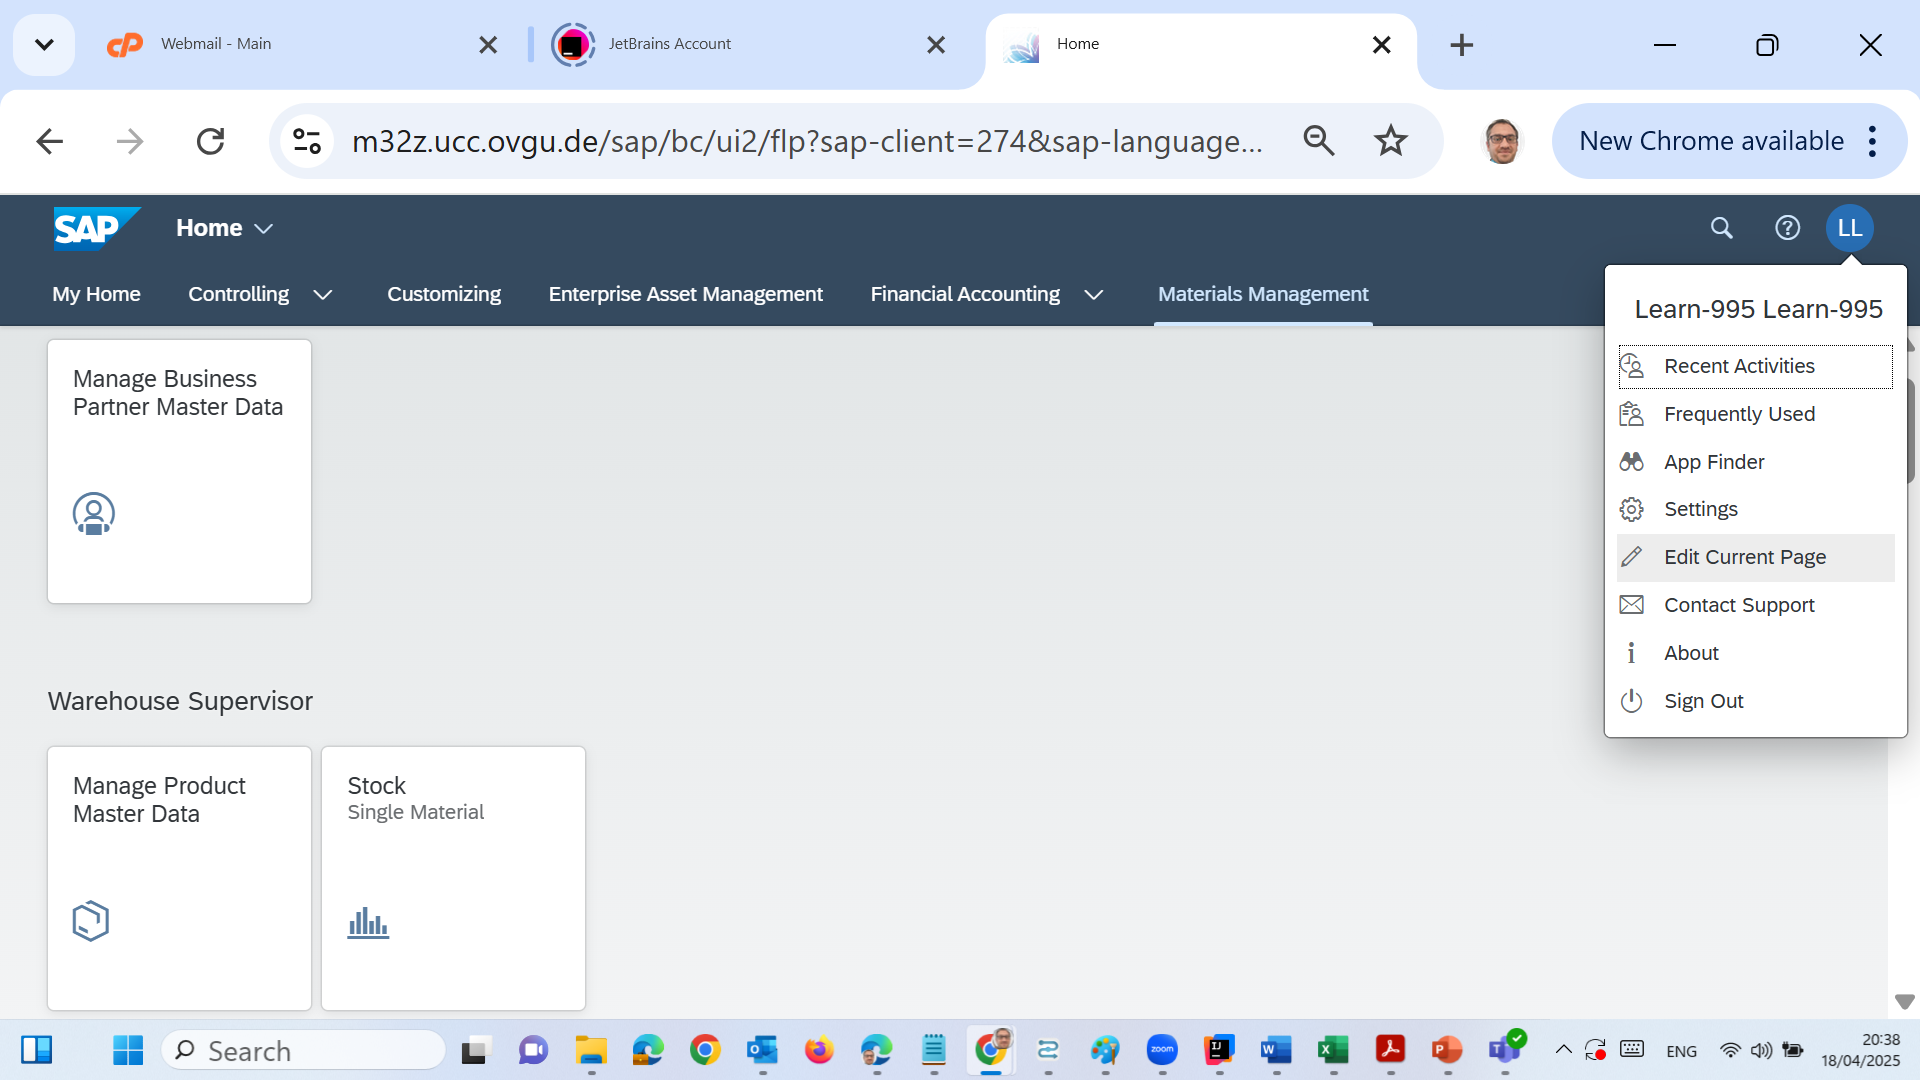 Webmail - Main
JetBrains Account
Home
m32z.ucc.ovgu.de/sap/bc/ui2/flp?sap-client=274&sap-language...
New Chrome available
SAP
Home
LL
My Home
Controlling
Customizing
Enterprise Asset Management
Financial Accounting
Materials Management
Learn-995 Learn-995
Recent Activities
Frequently Used
App Finder
Settings
Edit Current Page
Contact Support
About
Sign Out
Manage Business
Partner Master Data
Warehouse Supervisor
Manage Product
Master Data
Stock
Single Material
Search
zoom
ENG
20:38
18/04/2025